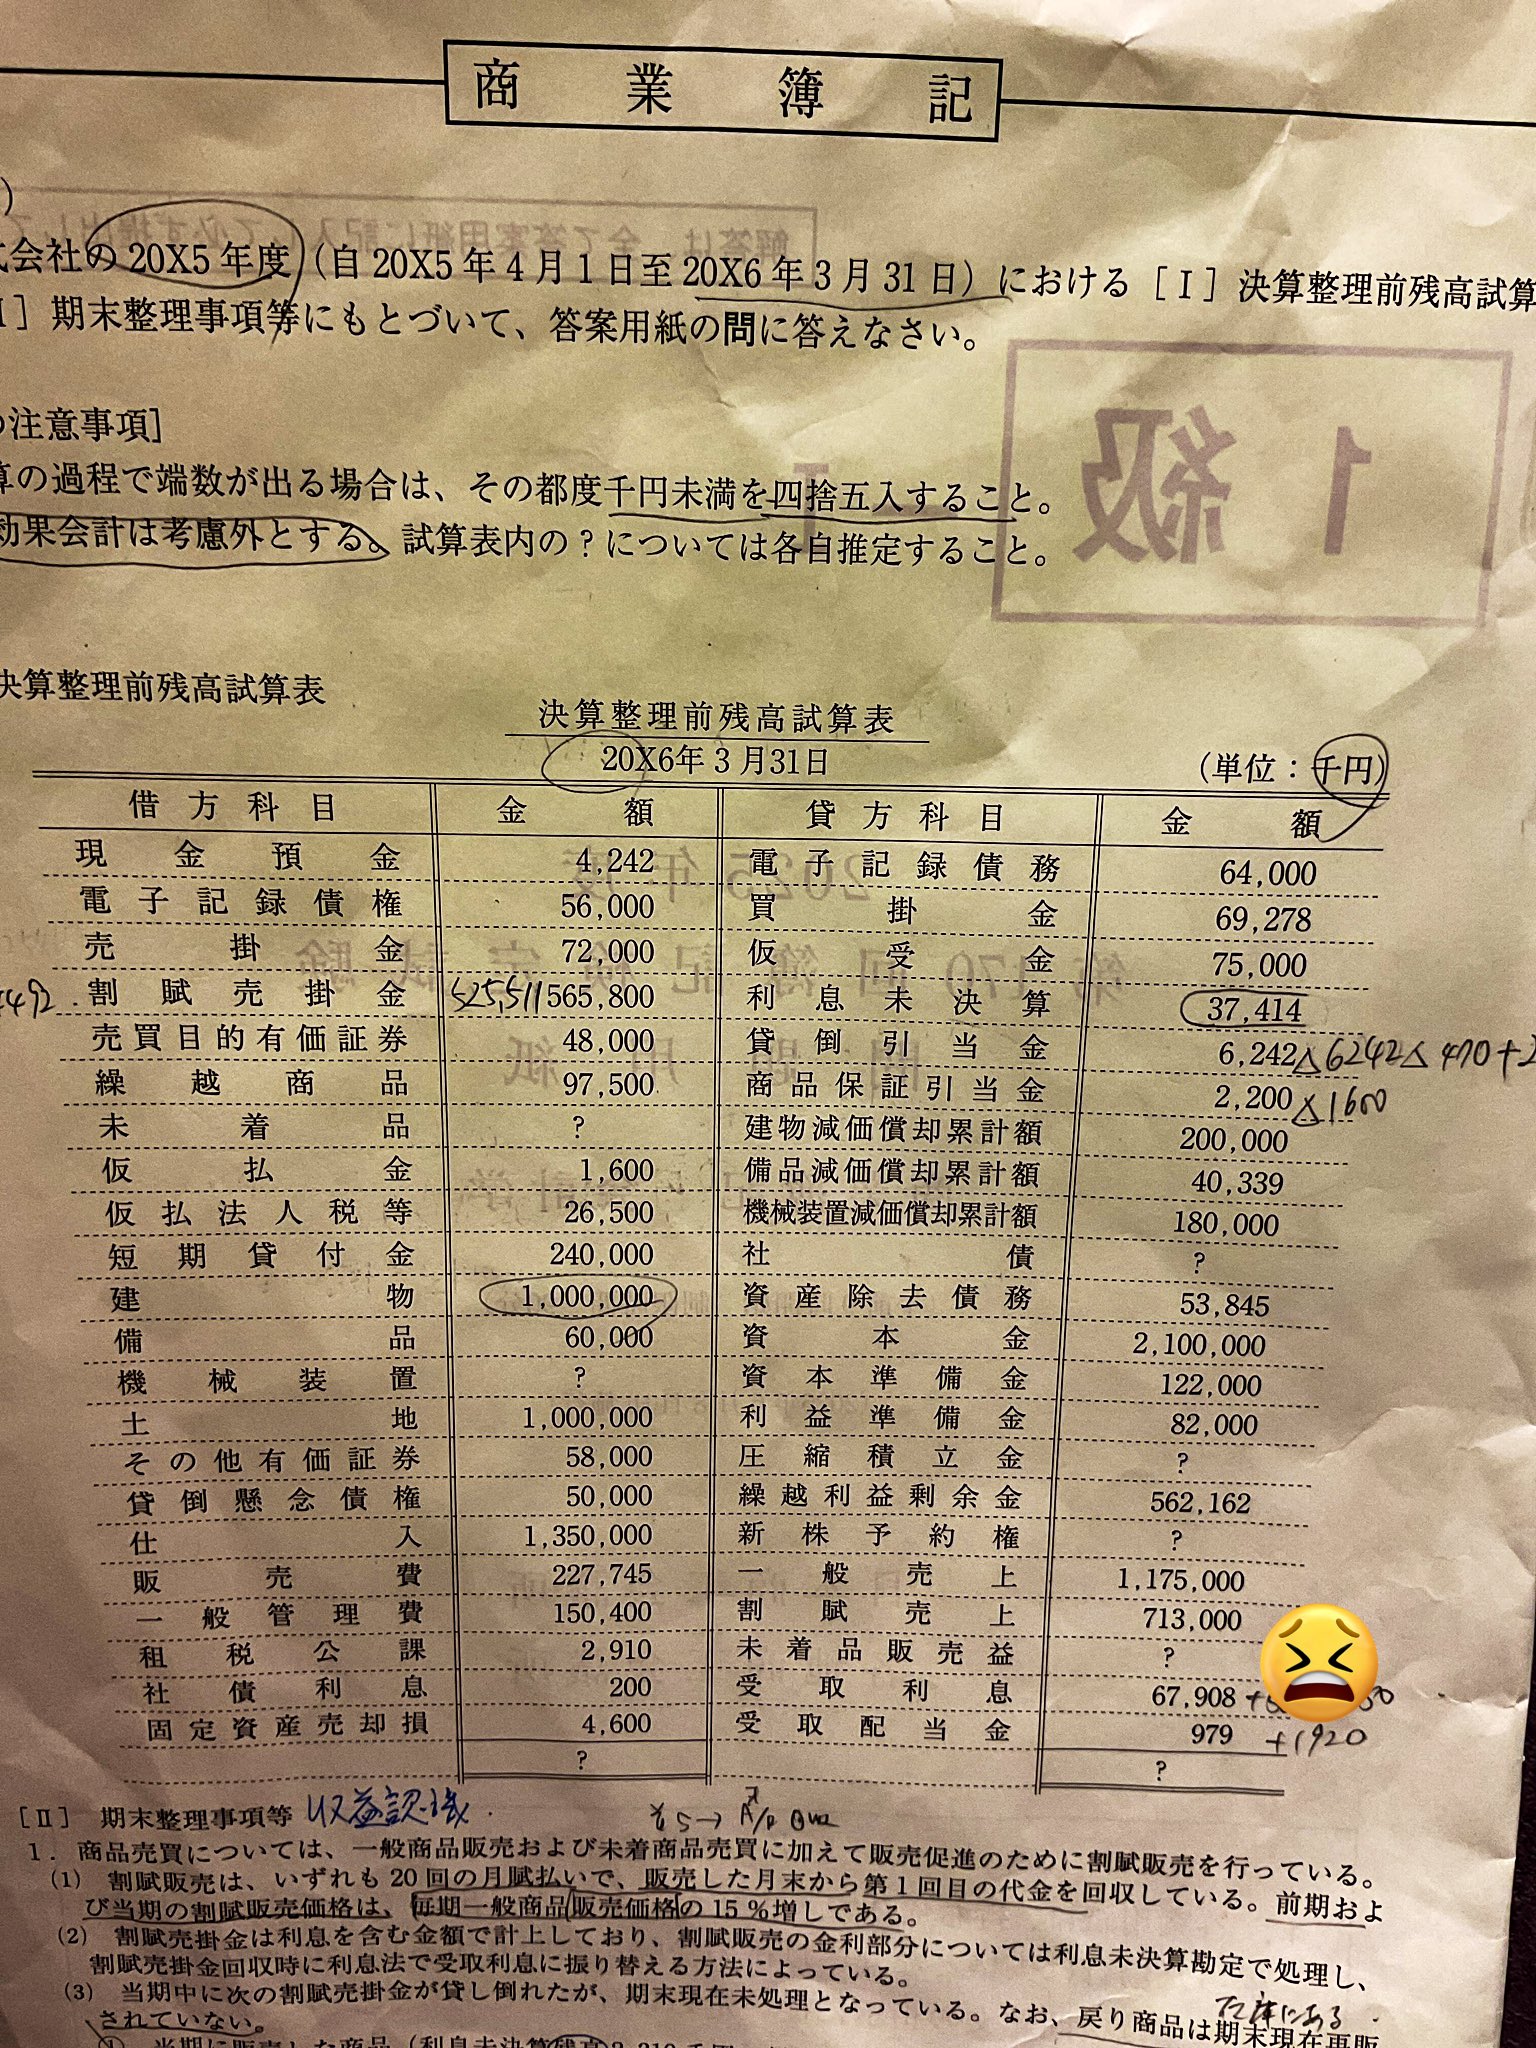 商業簿記
)
式会社の20X5年度（自20X5年4月1日至20X6年3月31日）における［Ⅰ］決算整理前残高試算
Ⅱ］期末整理事項等にもとづいて、答案用紙の問に答えなさい。
の注意事項］
算の過程で端数が出る場合は、その都度千円未満を四捨五入すること。
効果会計は考慮外とする。試算表内の？については各自推定すること。
1級
決算整理前残高試算表
決算整理前残高試算表
20X6年3月31日 （単位：千円）
借方科目 金額 貸方科目 金額
現金預金 4,242 電子記録債務 64,000
電子記録債権 56,000 買掛金 69,278
売掛金 72,000 仮受金 75,000
492 割賦売掛金 525,511 565,800 利息未決算 37,414
売買目的有価証券 48,000 貸倒引当金 6,242 △6242△470+2
繰越商品 97,500 商品保証引当金 2,200 △1600
未着品 ? 建物減価償却累計額 200,000
仮払金 1,600 備品減価償却累計額 40,339
仮払法人税等 26,500 機械装置減価償却累計額 180,000
短期貸付金 240,000 社債 ?
建物 1,000,000 資産除去債務 53,845
備品 60,000 資本金 2,100,000
機械装置 ? 資本準備金 122,000
土地 1,000,000 利益準備金 82,000
その他有価証券 58,000 圧縮積立金 ?
貸倒懸念債権 50,000 繰越利益剰余金 562,162
仕入 1,350,000 新株予約権 ?
販売費 227,745 一般売上 1,175,000
一般管理費 150,400 割賦売上 713,000
租税公課 2,910 未着品販売益 ?
社債利息 200 受取利息 67,908
固定資産売却損 4,600 受取配当金 979 +1920
? ?
［Ⅱ］ 期末整理事項等 収益認識
1．商品売買については、一般商品販売および未着商品売買に加えて販売促進のために割賦販売を行っている。
(1) 割賦販売は、いずれも20回の月賦払いで、販売した月末から第1回目の代金を回収している。前期およ
び当期の割賦販売価格は、毎期一般商品販売価格の15％増しである。
(2) 割賦売掛金は利息を含む金額で計上しており、割賦販売の金利部分については利息未決算勘定で処理し、
割賦売掛金回収時に利息法で受取利息に振り替える方法によっている。
(3) 当期中に次の割賦売掛金が貸し倒れたが、期末現在未処理となっている。なお、戻り商品は期末現在再販
されていない。
① 当期に販売した商品（利息未決算残高